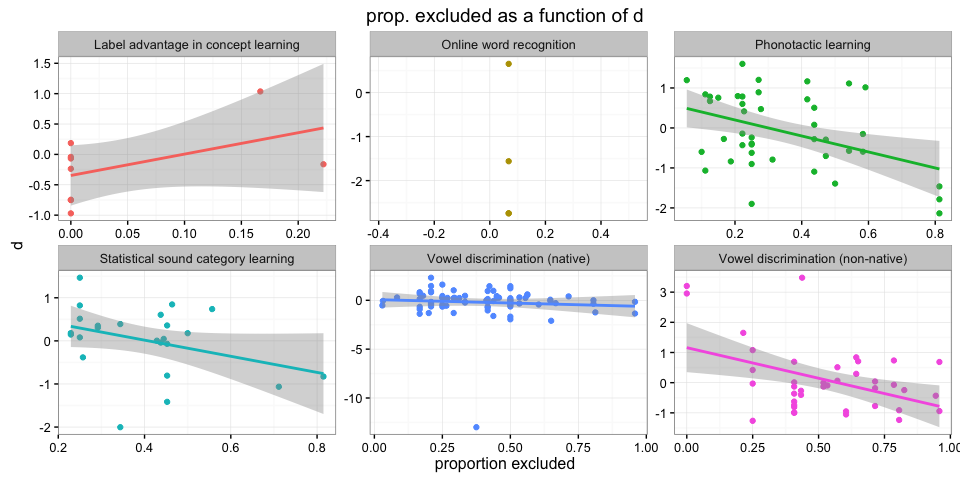 prop. excluded as a function of d
Label advantage in concept learning
Online word recognition
Phonotactic learning
1.5
1.0
0.5
0.0
-0.5
-1.0
0.00 0.05 0.10 0.15 0.20
0
-1
-2
-0.4 -0.2 0.0 0.2 0.4
1
0
-1
-2
0.2 0.4 0.6 0.8
d
Statistical sound category learning
Vowel discrimination (native)
Vowel discrimination (non-native)
1
0
-1
-2
0.2 0.4 0.6 0.8
0
-5
-10
0.00 0.25 0.50 0.75 1.00
3
2
1
0
-1
0.00 0.25 0.50 0.75 1.00
proportion excluded